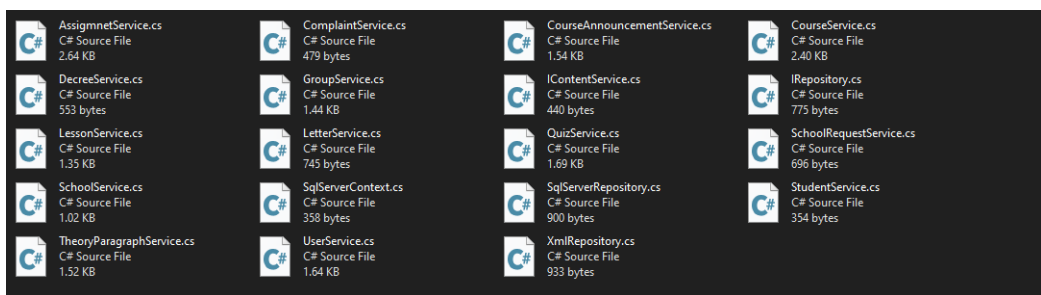 AssigmnetService.cs
C# Source File
2.64 KB
ComplaintService.cs
C# Source File
479 bytes
CourseAnnouncementService.cs
C# Source File
1.54 KB
CourseService.cs
C# Source File
2.40 KB
DecreeService.cs
C# Source File
553 bytes
GroupService.cs
C# Source File
1.44 KB
IContentService.cs
C# Source File
440 bytes
IRepository.cs
C# Source File
775 bytes
LessonService.cs
C# Source File
1.35 KB
LetterService.cs
C# Source File
745 bytes
QuizService.cs
C# Source File
1.69 KB
SchoolRequestService.cs
C# Source File
696 bytes
SchoolService.cs
C# Source File
1.02 KB
SqlServerContext.cs
C# Source File
358 bytes
SqlServerRepository.cs
C# Source File
900 bytes
StudentService.cs
C# Source File
354 bytes
TheoryParagraphService.cs
C# Source File
1.52 KB
UserService.cs
C# Source File
1.64 KB
XmlRepository.cs
C# Source File
933 bytes